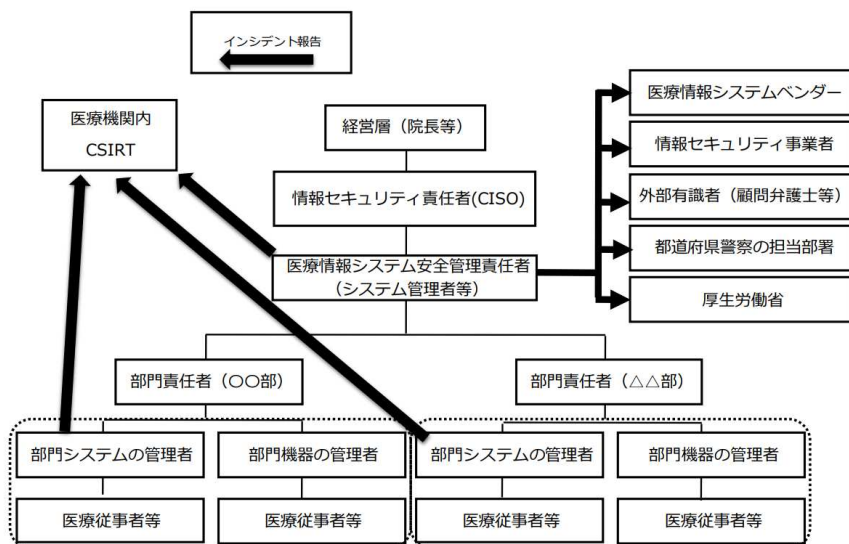 インシデント報告
医療機関内
CSIRT
経営層（院長等）
情報セキュリティ責任者(CISO)
医療情報システム安全管理責任者
（システム管理者等）
医療情報システムベンダー
情報セキュリティ事業者
外部有識者（顧問弁護士等）
都道府県警察の担当部署
厚生労働省
部門責任者（〇〇部）
部門責任者（△△部）
部門システムの管理者
部門機器の管理者
部門システムの管理者
部門機器の管理者
医療従事者等
医療従事者等
医療従事者等
医療従事者等